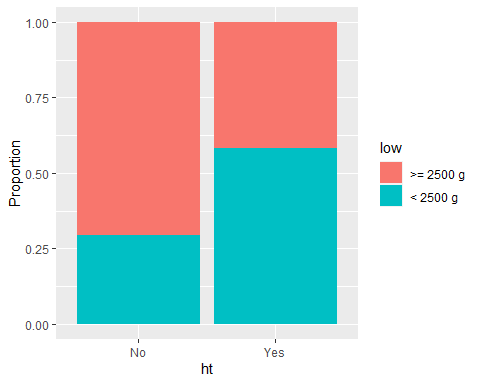 1.00
0.75
0.50
0.25
0.00
Proportion
No
Yes
ht
low
>= 2500 g
< 2500 g